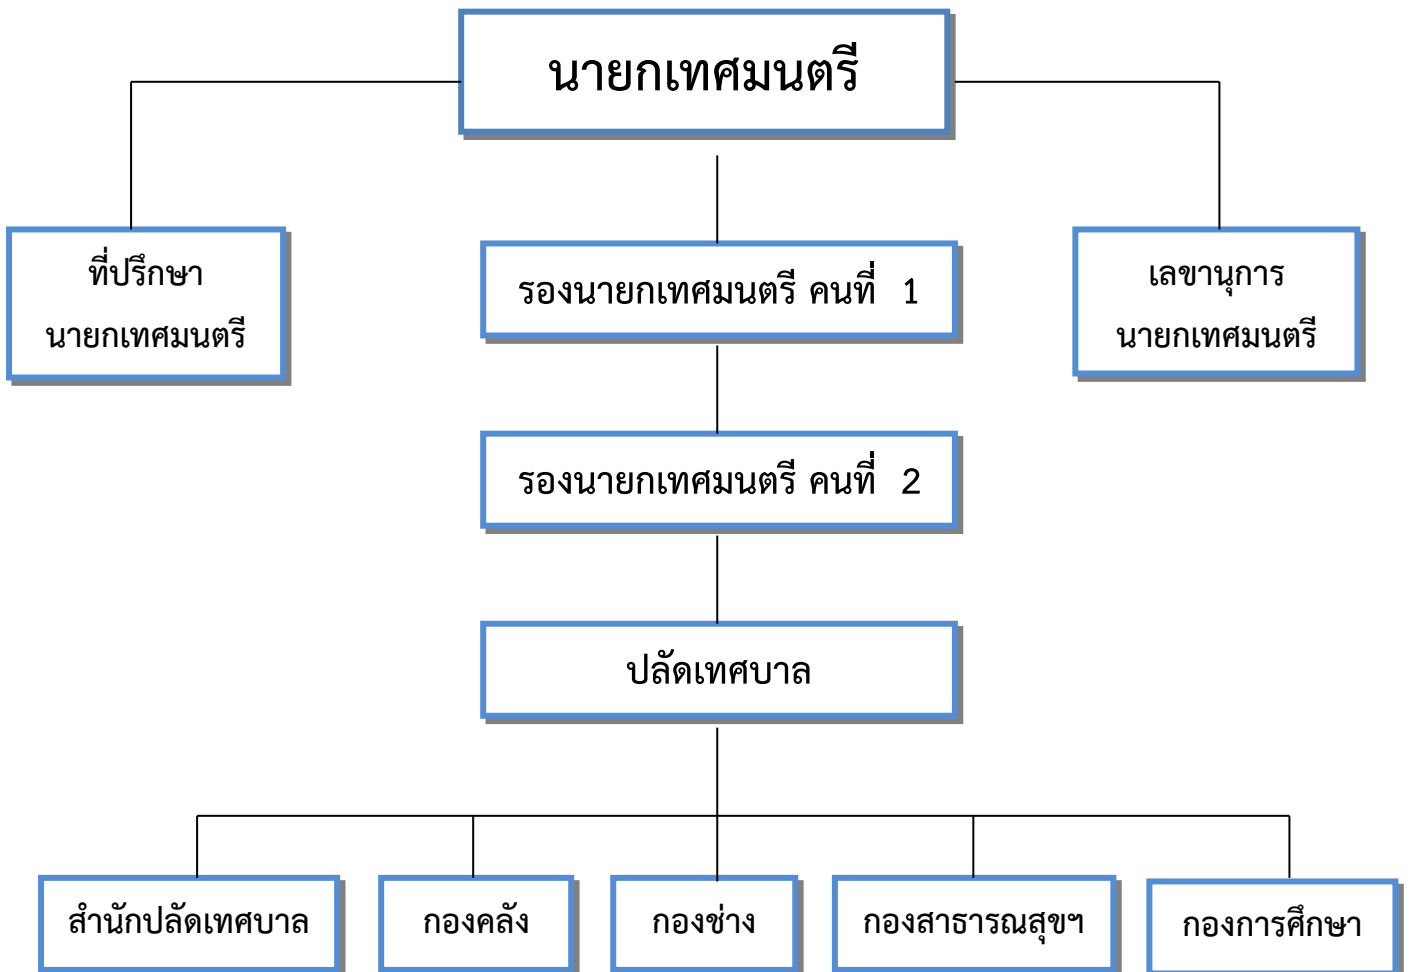 นายกเทศมนตรี
ที่ปรึกษา
นายกเทศมนตรี
รองนายกเทศมนตรี คนที่ 1
เลขานุการ
นายกเทศมนตรี
รองนายกเทศมนตรี คนที่ 2
ปลัดเทศบาล
สำนักปลัดเทศบาล
กองคลัง
กองช่าง
กองสาธารณสุขฯ
กองการศึกษา